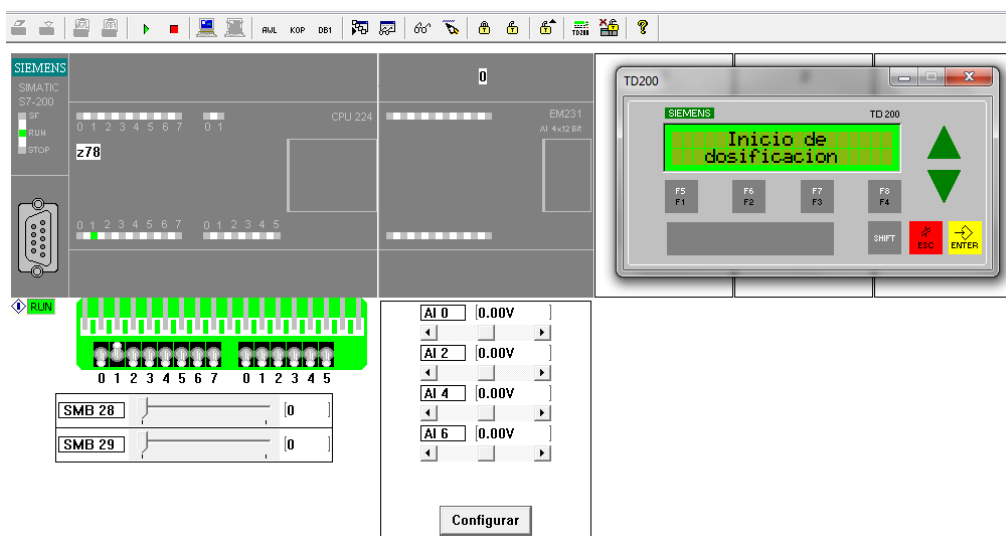 AWL KOP DB1 TD200
SIEMENS
SIMATIC
S7-200
SF
RUN
STOP
0 1 2 3 4 5 6 7 0 1
CPU 224
z78
0 1 2 3 4 5 6 7 0 1 2 3 4 5
0
EM231
AI 4x12 Bit
TD200
SIEMENS TD 200
Inicio de
dosificacion
F5 F6 F7 F8
F1 F2 F3 F4
SHIFT ESC ENTER
RUN
0 1 2 3 4 5 6 7 0 1 2 3 4 5
SMB 28 [0 ]
SMB 29 [0 ]
AI 0 [0.00V ]
AI 2 [0.00V ]
AI 4 [0.00V ]
AI 6 [0.00V ]
Configurar